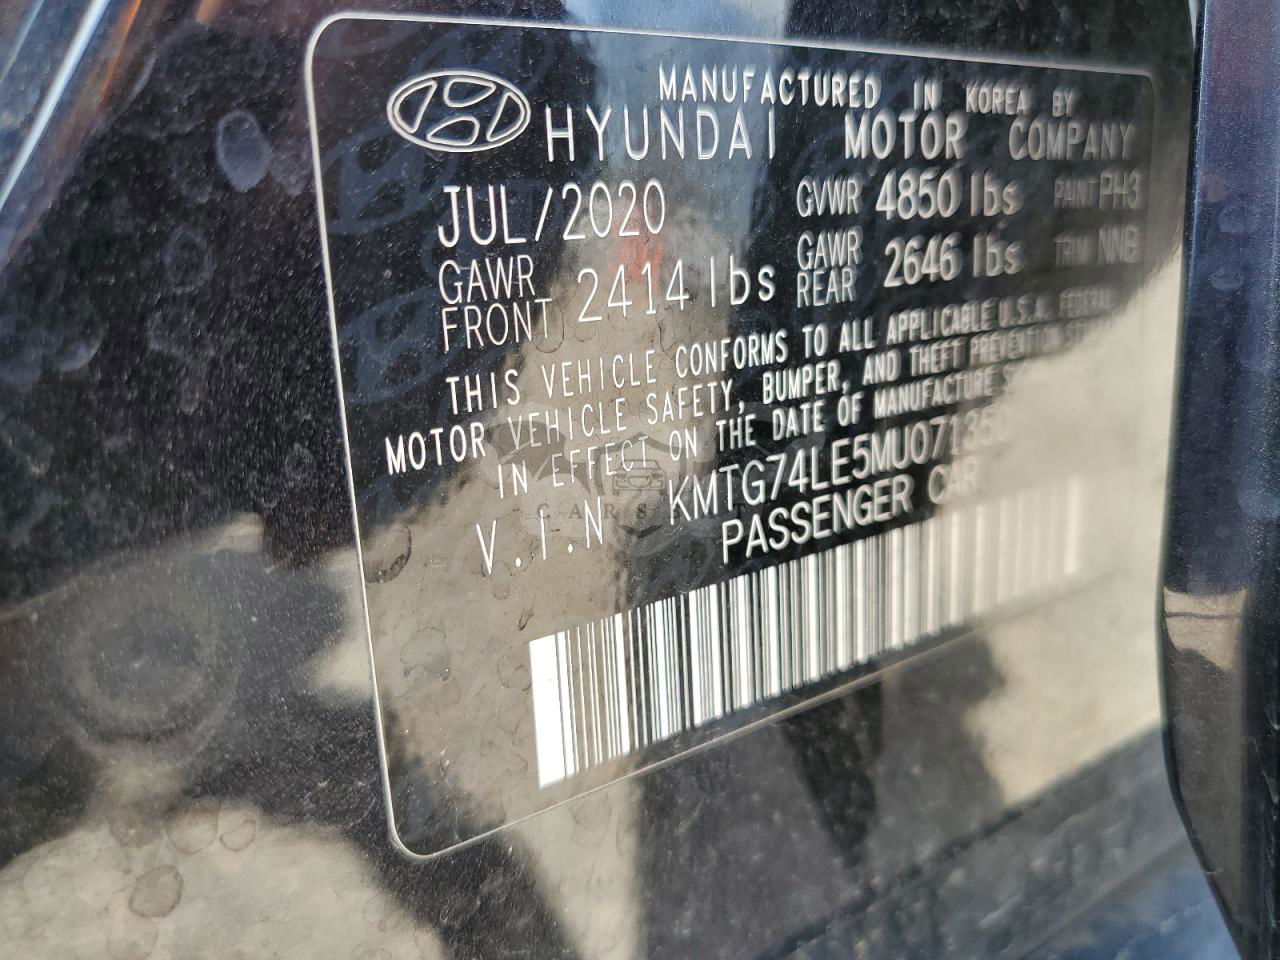 MANUFACTURED IN KOREA BY
HYUNDAI MOTOR COMPANY
JUL/2020 GVWR 4850 lbs PAINT PH3
GAWR FRONT 2414 lbs GAWR REAR 2646 lbs TRIM NNB
THIS VEHICLE CONFORMS TO ALL APPLICABLE U.S.A. FEDERAL
MOTOR VEHICLE SAFETY, BUMPER, AND THEFT PREVENTION
IN EFFECT ON THE DATE OF MANUFACTURE
V.I.N KMTG74LE5MU071350
PASSENGER CAR